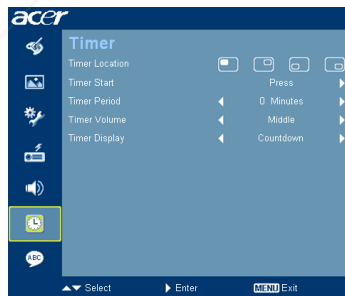 acer
Timer
Timer Location
Timer Start Press
Timer Period 0 Minutes
Timer Volume Middle
Timer Display Countdown
ABC
Select Enter MENU Exit